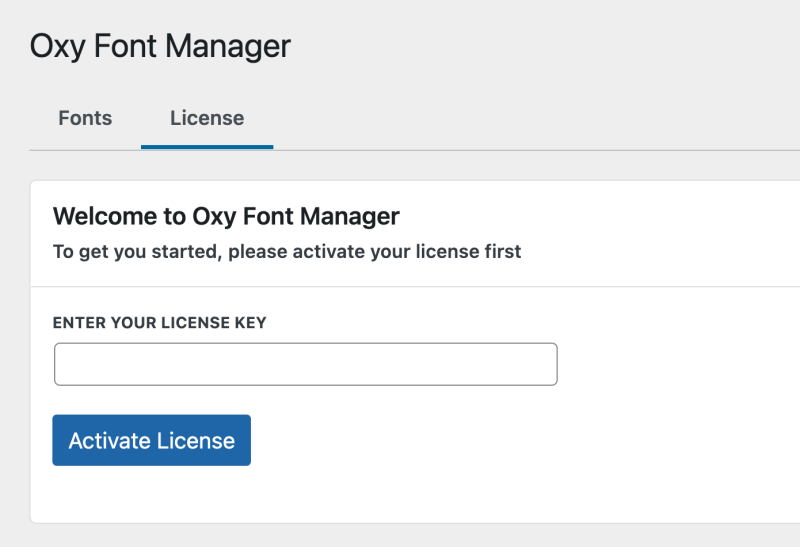 Oxy Font Manager
Fonts License
Welcome to Oxy Font Manager
To get you started, please activate your license first
ENTER YOUR LICENSE KEY
Activate License